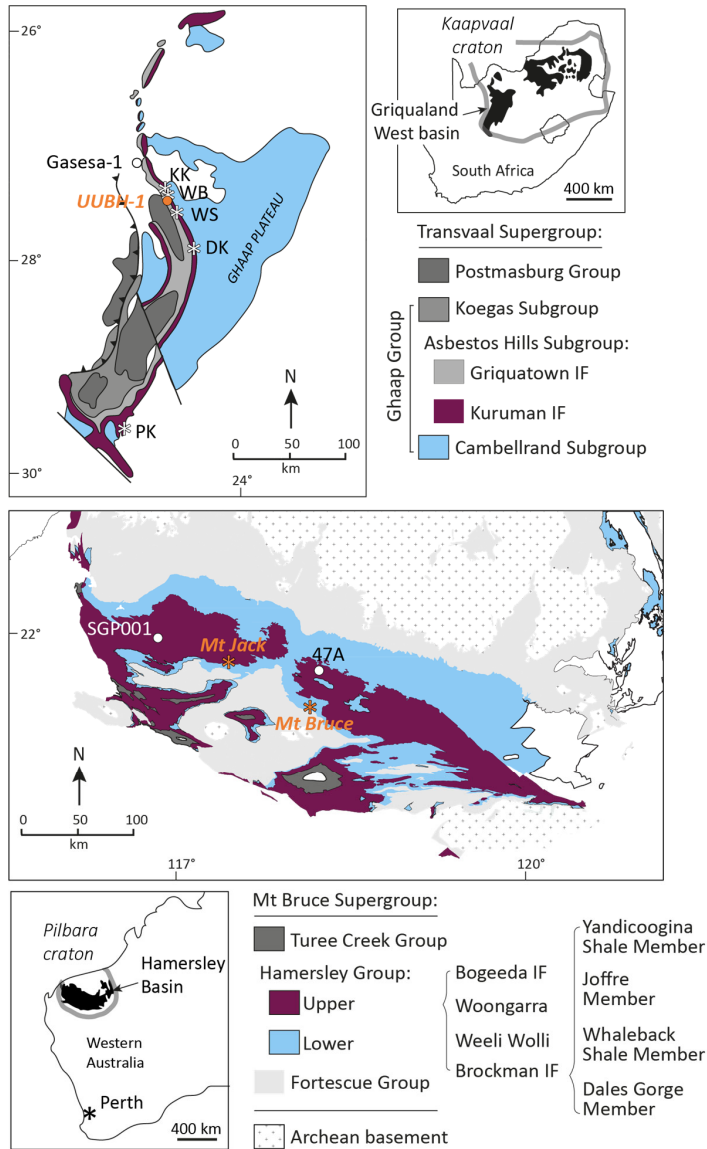 26°
Gasesa-1
KK
WB
UUBH-1
WS
DK
GHAAP PLATEAU
PK
N
0 50 100
km
30°
28°
24°
Kaapvaal
craton
Griqualand
West basin
South Africa
400 km
Transvaal Supergroup:
Postmasburg Group
Koegas Subgroup
Asbestos Hills Subgroup:
Griquatown IF
Kuruman IF
Cambellrand Subgroup
Ghaap Group
22°
SGP001
Mt Jack
47A
Mt Bruce
N
0 50 100
km
117°
120°
Pilbara
craton
Hamersley
Basin
Western
Australia
Perth
400 km
Mt Bruce Supergroup:
Turee Creek Group
Hamersley Group:
Upper
Lower
Fortescue Group
Archean basement
Bogeeda IF
Woongarra
Weeli Wolli
Brockman IF
Yandicoogina
Shale Member
Joffre
Member
Whaleback
Shale Member
Dales Gorge
Member